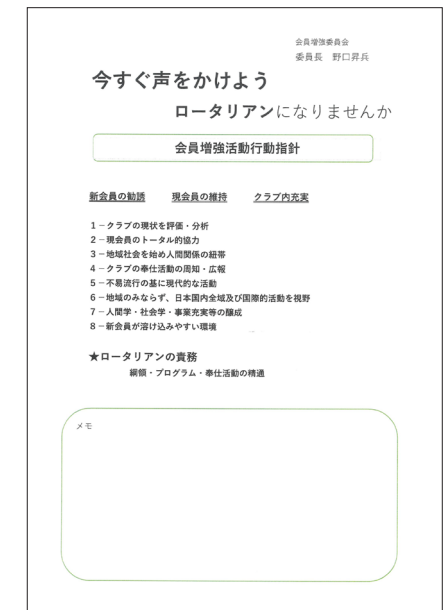 会員増強委員会
委員長　野口昇兵
今すぐ声をかけよう
ロータリアンになりませんか
会員増強活動行動指針
新会員の勧誘　現会員の維持　クラブ内充実
1－クラブの現状を評価・分析
2－現会員のトータル的協力
3－地域社会を始め人間関係の紐帯
4－クラブの奉仕活動の周知・広報
5－不易流行の基に現代的な活動
6－地域のみならず、日本国内全域及び国際的活動を視野
7－人間学・社会学・事業充実等の醸成
8－新会員が溶け込みやすい環境
★ロータリアンの責務
綱領・プログラム・奉仕活動の精通
メモ